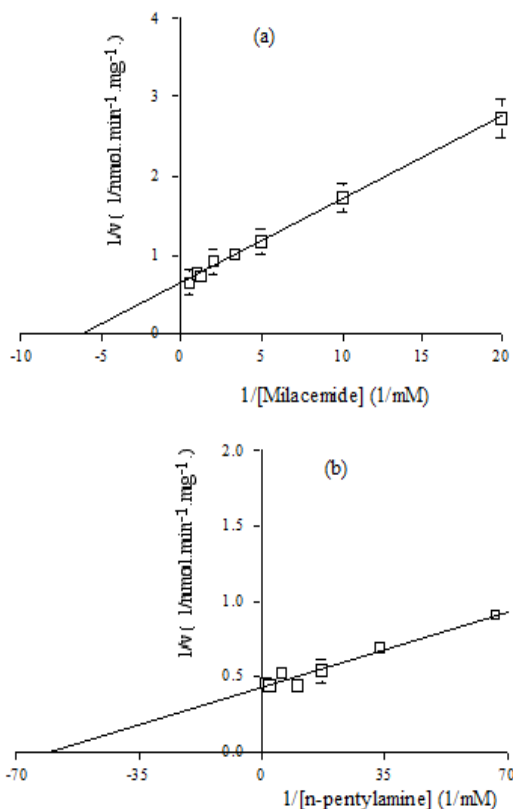 (a)
1/v ( 1/nmol.min-1.mg-1.)
4
3
2
1
0
-10 -5 0 5 10 15 20
1/[Milacemide] (1/mM)
(b)
1/v ( 1/nmol.min-1.mg-1.)
2.0
1.5
1.0
0.5
0.0
-70 -35 0 35 70
1/[n-pentylamine] (1/mM)